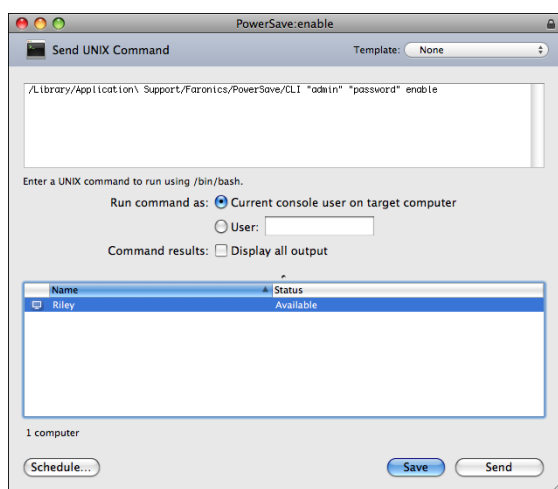 PowerSave:enable
Send UNIX Command
Template: None
/Library/Application\ Support/Faronics/PowerSave/CLI "admin" "password" enable
Enter a UNIX command to run using /bin/bash.
Run command as: Current console user on target computer
User:
Command results: Display all output
Name Status
Riley Available
1 computer
Schedule... Save Send